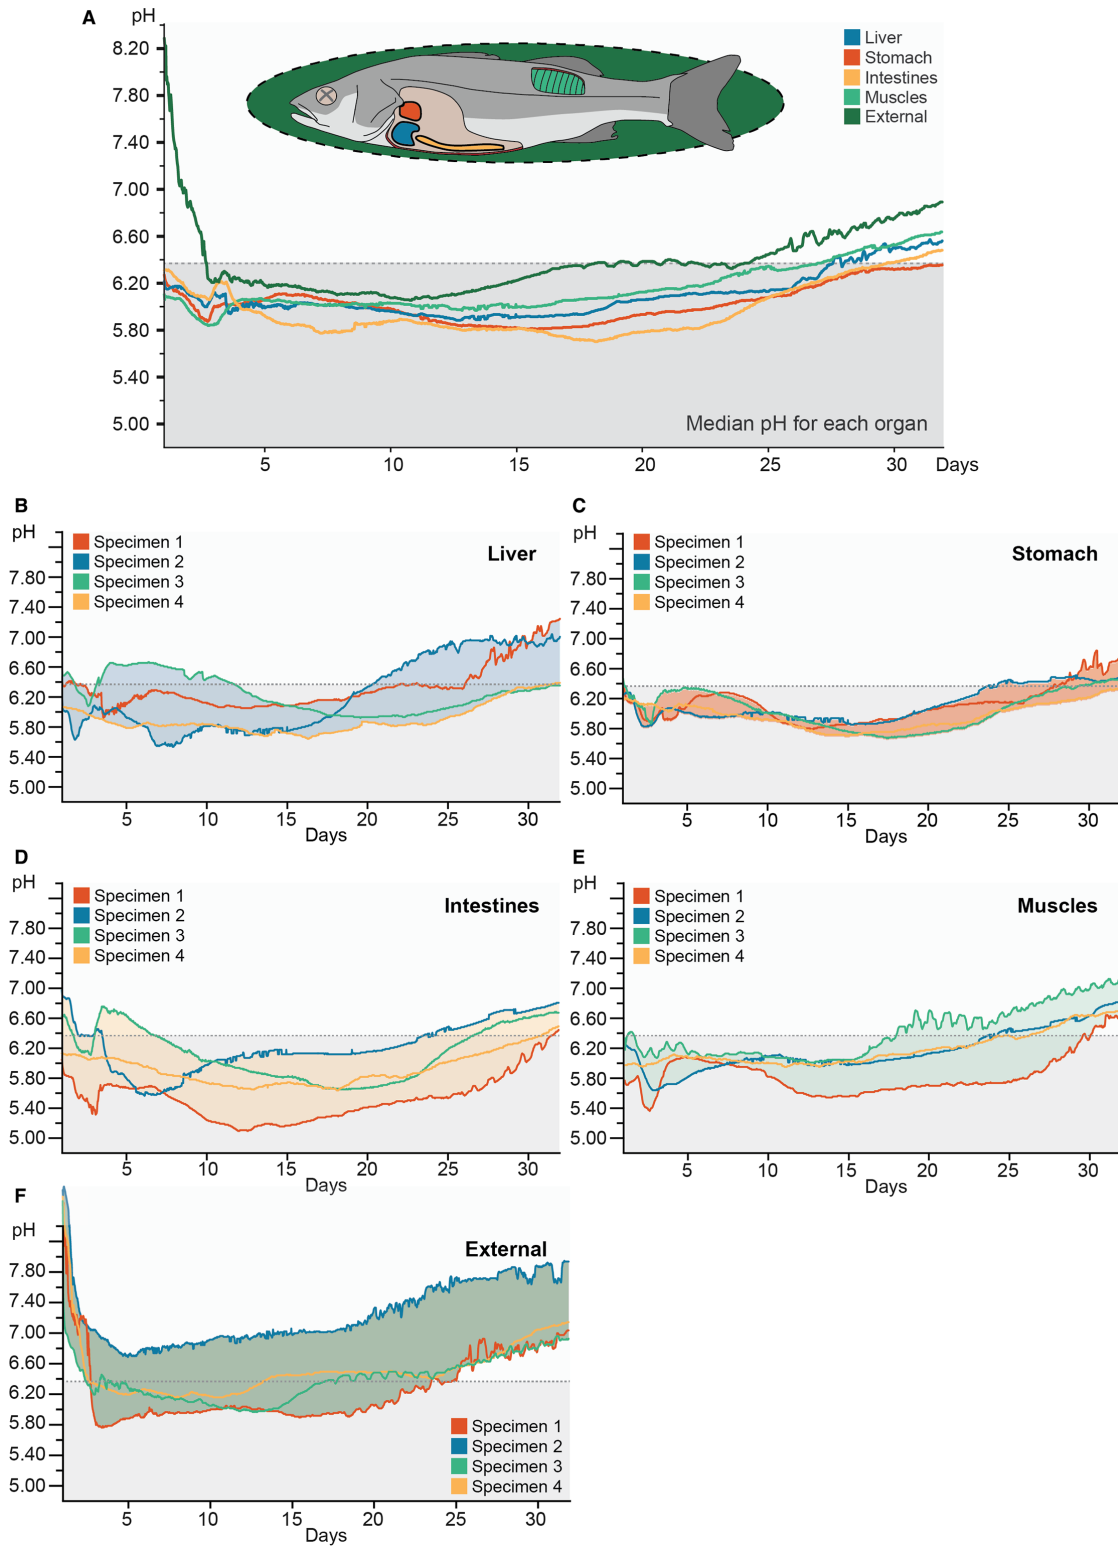 A
pH
8.20
7.80
7.40
7.00
6.60
6.20
5.80
5.40
5.00
Liver
Stomach
Intestines
Muscles
External
Median pH for each organ
5 10 15 20 25 30 Days
B
pH
Specimen 1
Specimen 2
Specimen 3
Specimen 4
Liver
7.80
7.40
7.00
6.60
6.20
5.80
5.40
5.00
5 10 15 20 25 30
Days
C
pH
Specimen 1
Specimen 2
Specimen 3
Specimen 4
Stomach
7.80
7.40
7.00
6.60
6.20
5.80
5.40
5.00
5 10 15 20 25 30
Days
D
pH
Specimen 1
Specimen 2
Specimen 3
Specimen 4
Intestines
7.80
7.40
7.00
6.60
6.20
5.80
5.40
5.00
5 10 15 20 25 30
Days
E
pH
Specimen 1
Specimen 2
Specimen 3
Specimen 4
Muscles
7.80
7.40
7.00
6.60
6.20
5.80
5.40
5.00
5 10 15 20 25 30
Days
F
pH
External
7.80
7.40
7.00
6.60
6.20
5.80
5.40
5.00
Specimen 1
Specimen 2
Specimen 3
Specimen 4
5 10 15 20 25 30
Days